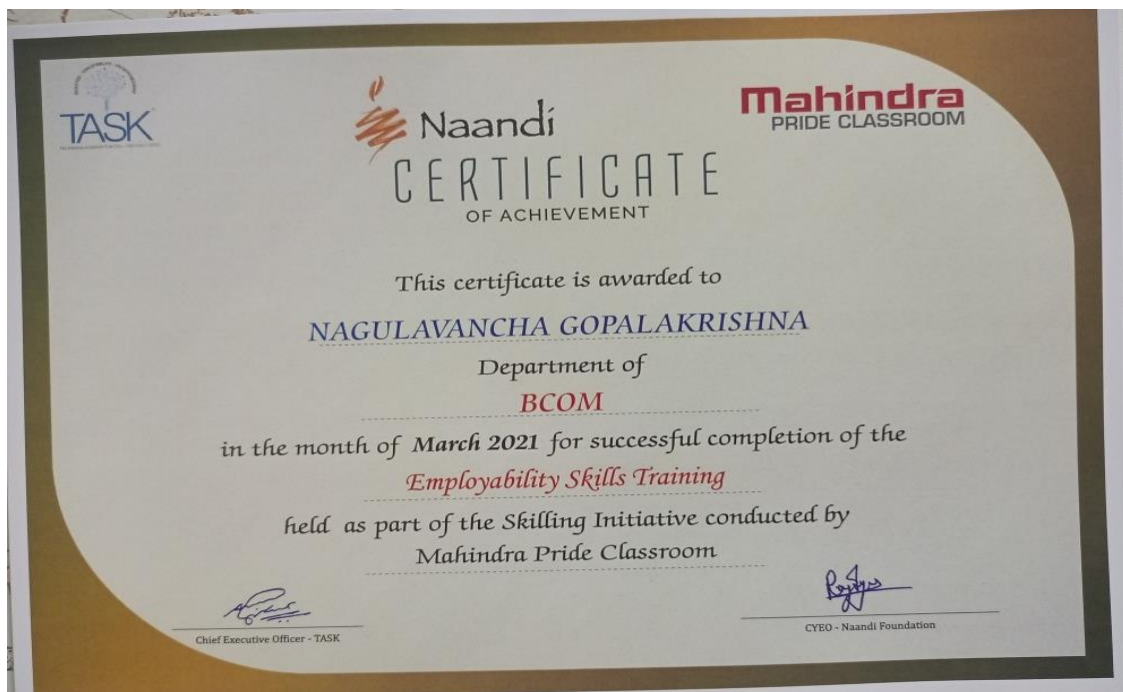 TASK
Naandi
Mahindra
PRIDE CLASSROOM
CERTIFICATE
OF ACHIEVEMENT
This certificate is awarded to
NAGULAVANCHA GOPALAKRISHNA
Department of
BCOM
in the month of March 2021 for successful completion of the
Employability Skills Training
held as part of the Skilling Initiative conducted by
Mahindra Pride Classroom
Chief Executive Officer - TASK
CYEO - Naandi Foundation